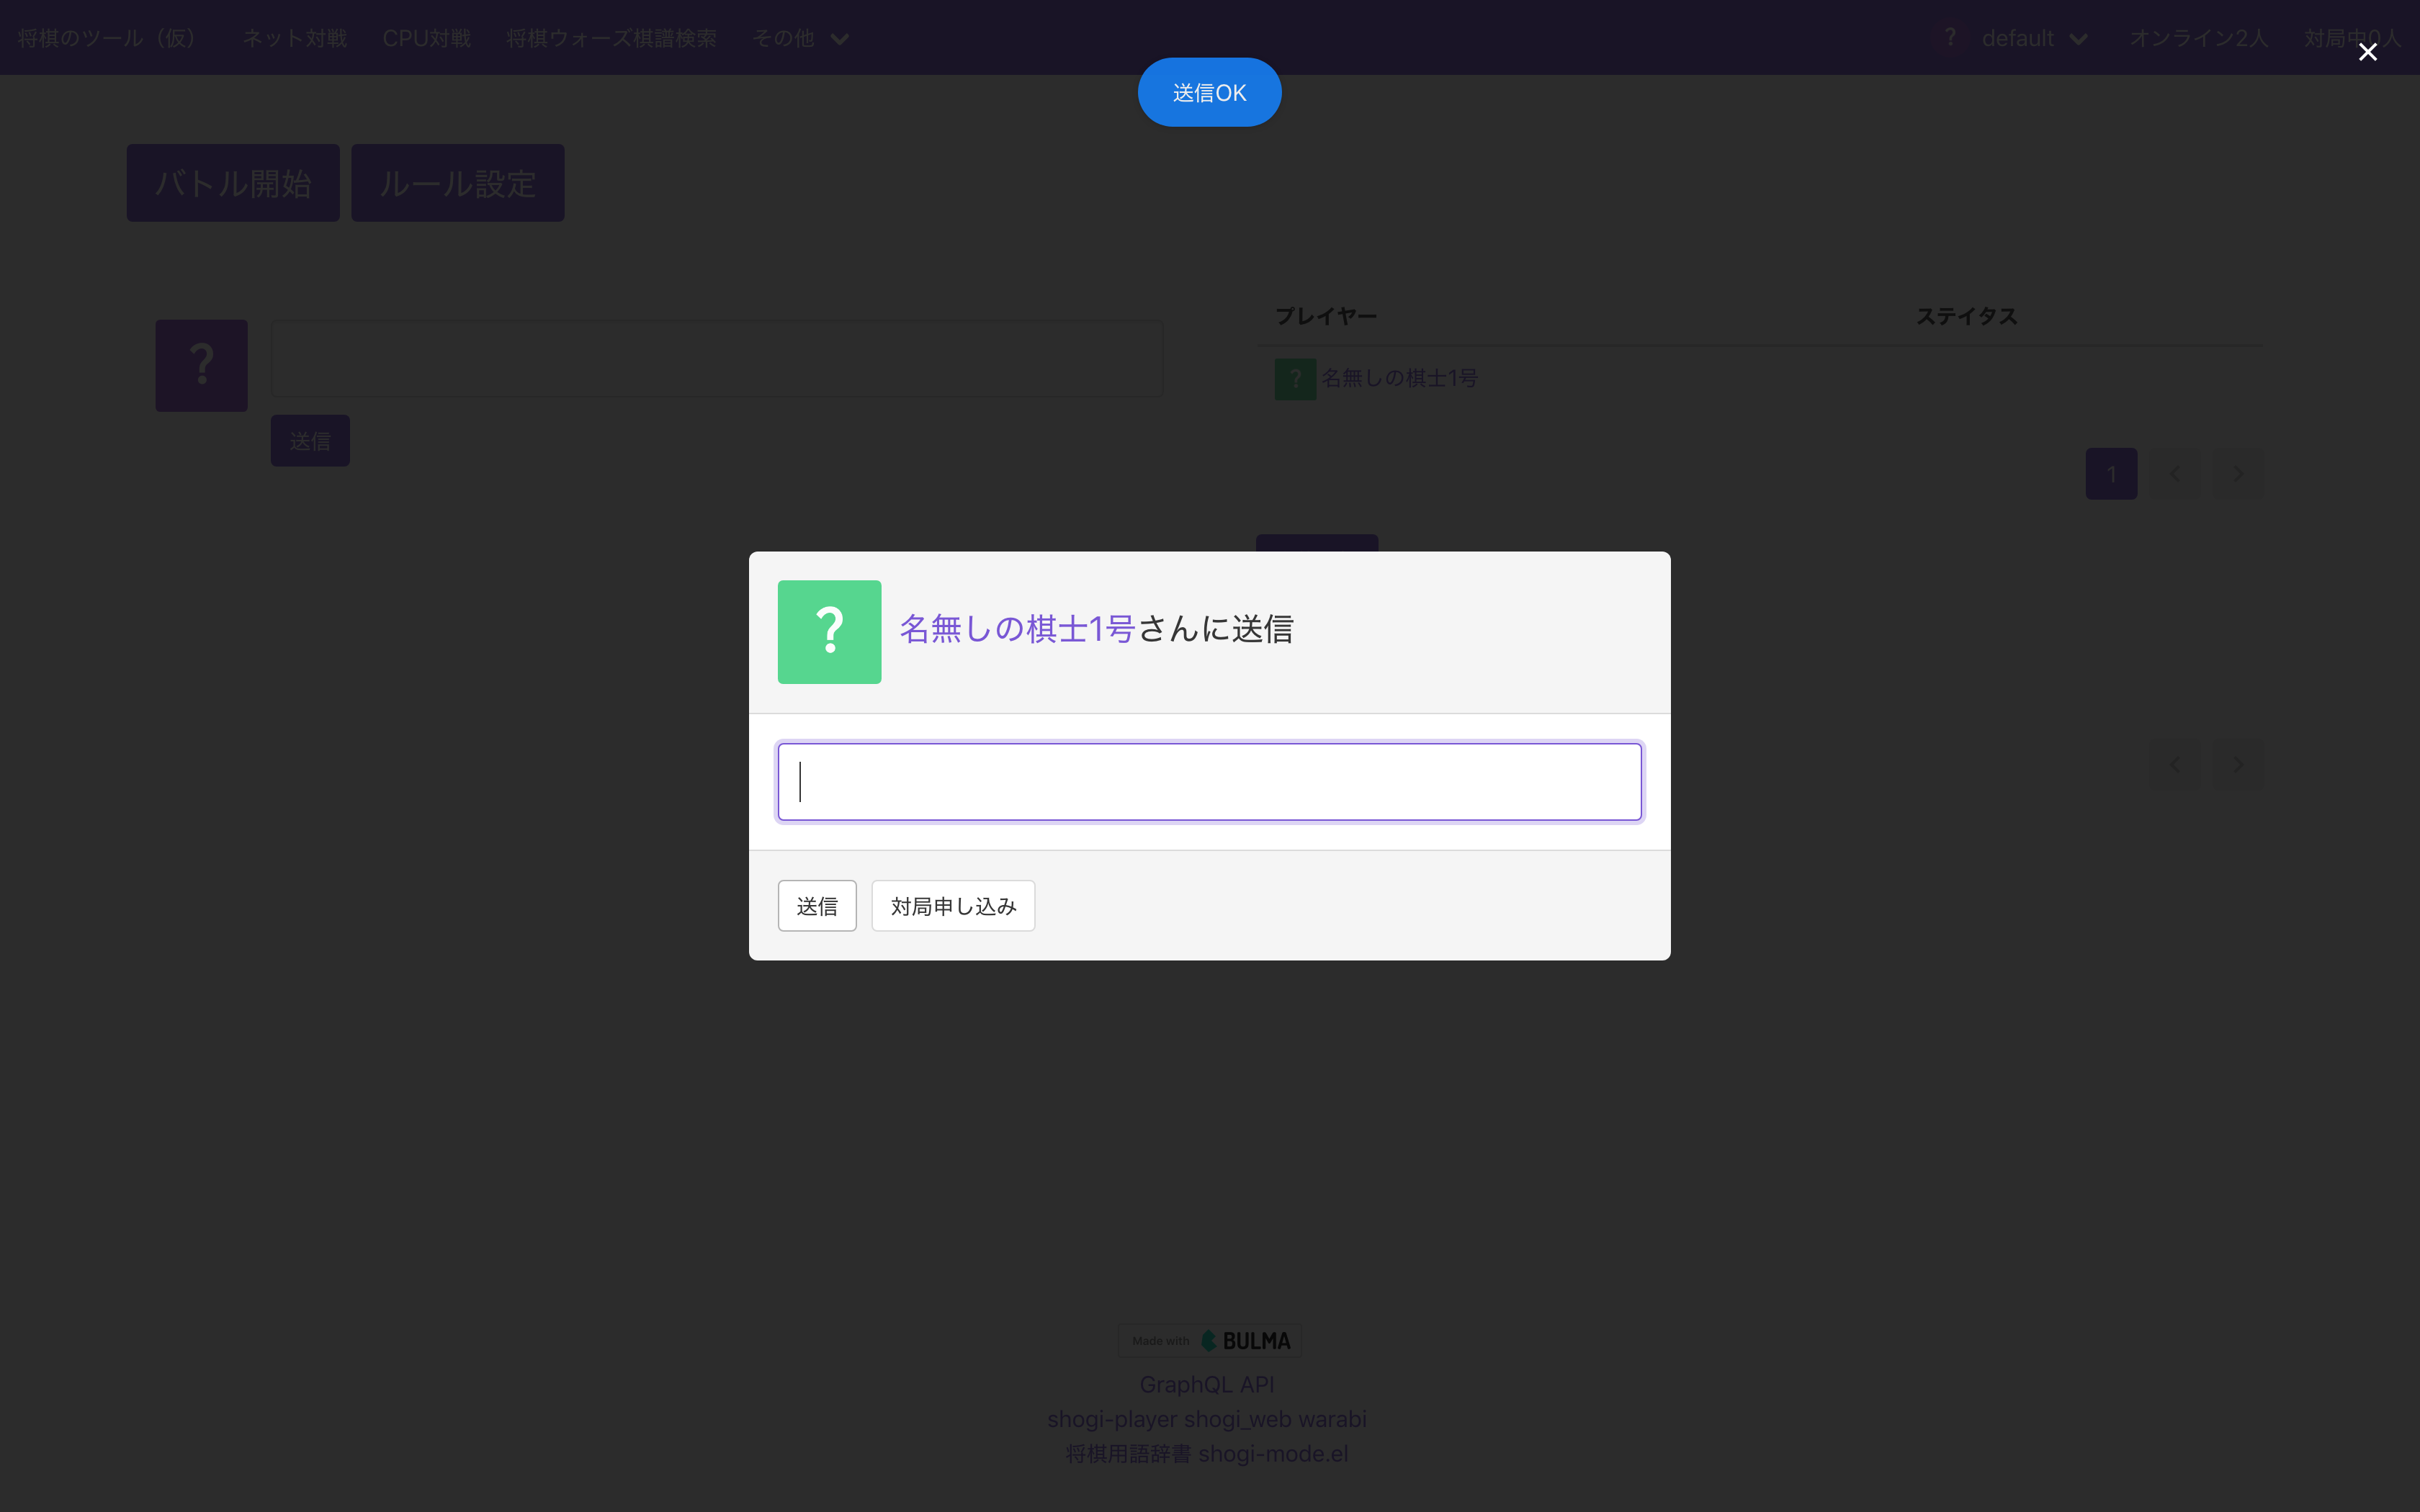 将棋のツール（仮） ネット対戦 CPU対戦 将棋ウォーズ棋譜検索 その他 ? default オンライン2人 対局中0人
送信OK
バトル開始 ルール設定
プレイヤー ステイタス
?
? 名無しの棋士1号
送信
1
? 名無しの棋士1号さんに送信
送信 対局申し込み
Made with BULMA
GraphQL API
shogi-player shogi_web warabi
将棋用語辞書 shogi-mode.el